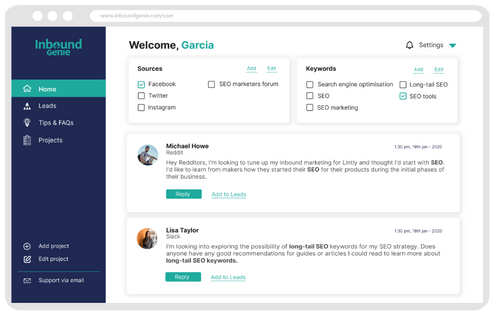 www.inboundgenie.com/user
Inbound
Genie
Welcome, Garcia
Settings
Home
Leads
Tips & FAQs
Projects
Add project
Edit project
Support via email
Sources
Add Edit
Facebook
SEO marketers forum
Twitter
Instagram
Keywords
Add Edit
Search engine optimisation
Long-tail SEO
SEO
SEO tools
SEO marketing
Michael Howe
1:30 pm, 18th jan - 2020
Reddit
Hey Redditors, I'm looking to tune up my inbound marketing for Lintly and thought I'd start with SEO.
I'd like to learn from makers how they started their SEO for their products during the initial phases of
their business.
Reply
Add to Leads
Lisa Taylor
1:30 pm, 18th jan - 2020
Slack
I'm looking into exploring the possibility of long-tail SEO keywords for my SEO strategy. Does
anyone have any good recommendations for guides or articles I could read to learn more about
long-tail SEO keywords.
Reply
Add to Leads